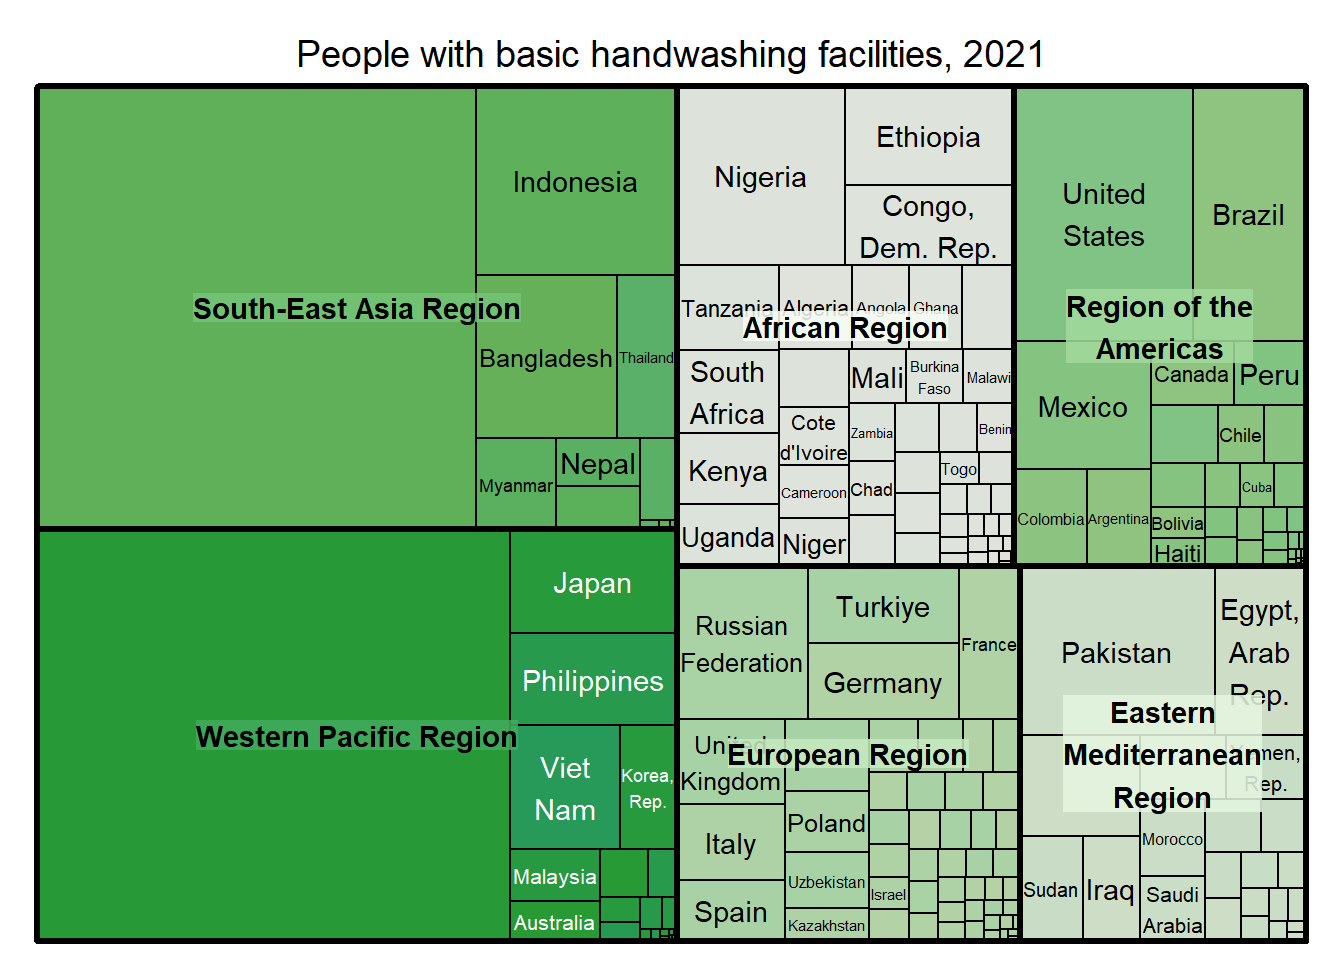 People with basic handwashing facilities, 2021
Indonesia
South-East Asia Region
Bangladesh
Thailand
Myanmar
Nepal
Nigeria
Ethiopia
Congo,
Dem. Rep.
Tanzania
Algeria
Angola
Ghana
African Region
South
Africa
Mali
Burkina
Faso
Malawi
Cote
d'Ivoire
Zambia
Benin
Kenya
Cameroon
Chad
Togo
Uganda
Niger
United
States
Brazil
Region of the
Americas
Mexico
Canada
Peru
Chile
Colombia
Argentina
Cuba
Bolivia
Haiti
Japan
Philippines
Western Pacific Region
Viet
Nam
Korea,
Rep.
Malaysia
Australia
Russian
Federation
Turkiye
Germany
France
United
Kingdom
European Region
Italy
Poland
Spain
Uzbekistan
Israel
Kazakhstan
Pakistan
Egypt,
Arab
Rep.
Eastern
Mediterranean
Region
Yemen,
Rep.
Morocco
Sudan
Iraq
Saudi
Arabia